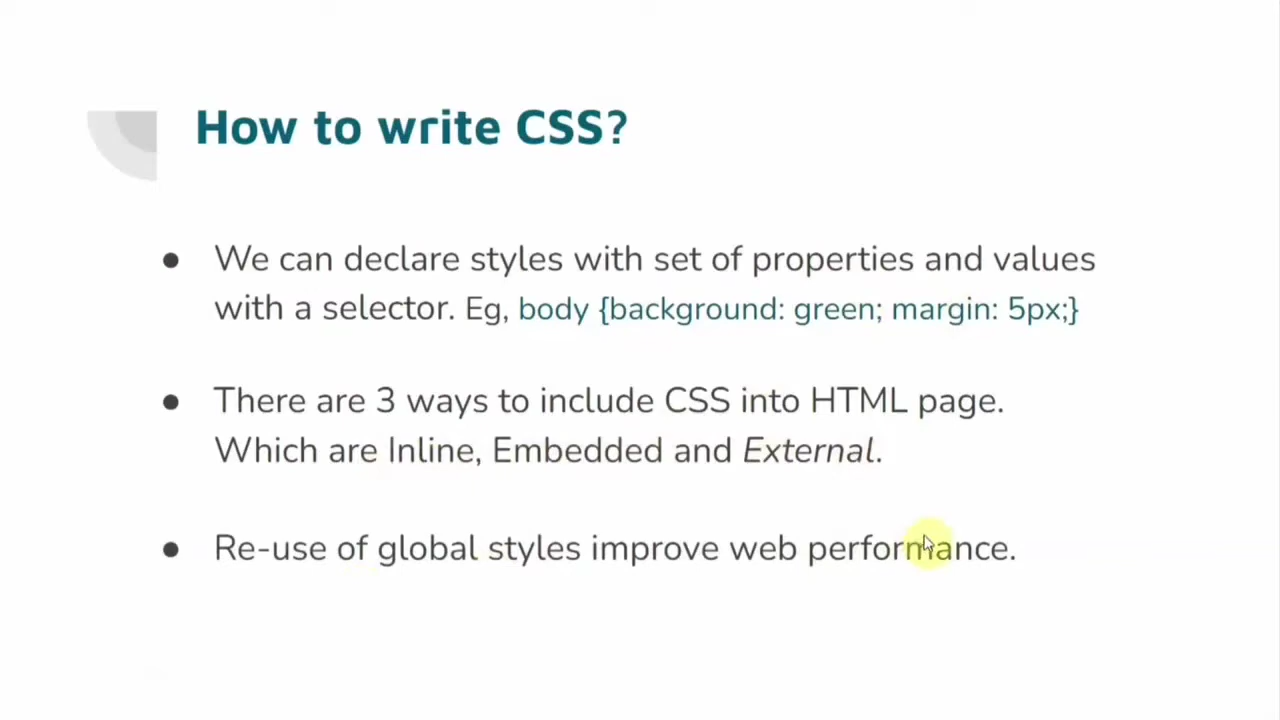 How to write CSS?
● We can declare styles with set of properties and values
with a selector. Eg, body {background: green; margin: 5px;}
● There are 3 ways to include CSS into HTML page.
Which are Inline, Embedded and External.
● Re-use of global styles improve web performance.